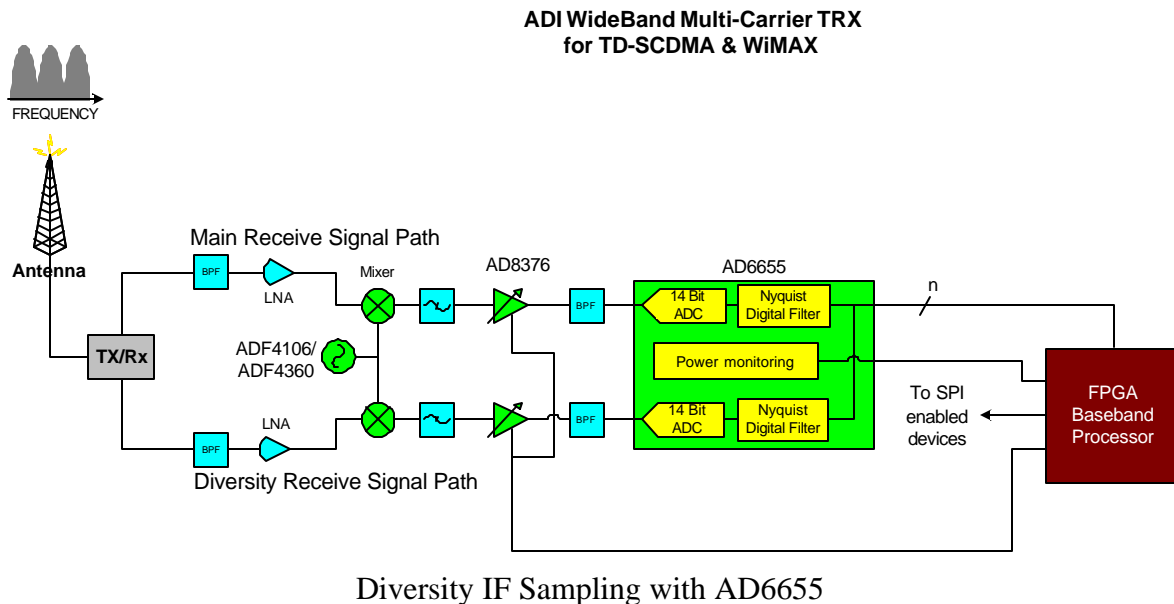 ADI WideBand Multi-Carrier TRX
for TD-SCDMA & WiMAX
FREQUENCY
Antenna
TX/Rx
Main Receive Signal Path
BPF
LNA
Mixer
AD8376
BPF
AD6655
14 Bit
ADC
Nyquist
Digital Filter
n
ADF4106/
ADF4360
Power monitoring
To SPI
enabled
devices
FPGA
Baseband
Processor
BPF
LNA
BPF
14 Bit
ADC
Nyquist
Digital Filter
Diversity Receive Signal Path
Diversity IF Sampling with AD6655